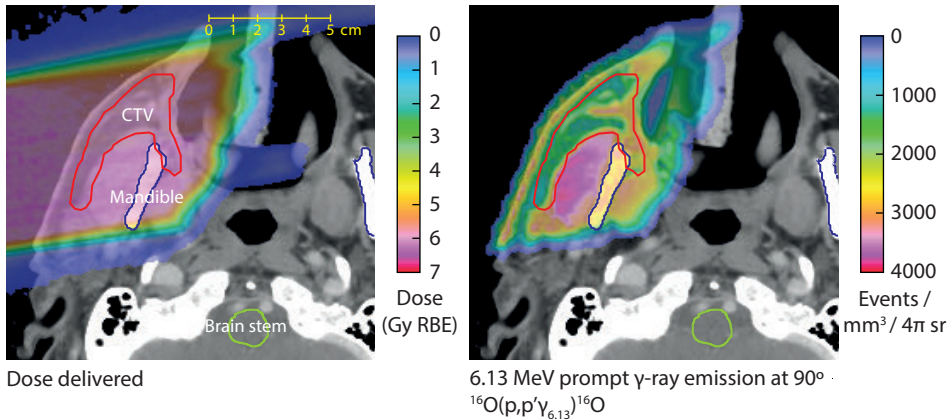 0 1 2 3 4 5 cm
CTV
Mandible
Brain stem
0
1
2
3
4
5
6
7
Dose
(Gy RBE)
Dose delivered
0
1000
2000
3000
4000
Events /
mm³ / 4π sr
6.13 MeV prompt γ-ray emission at 90º
¹⁶O(p,p'γ₆.₁₃)¹⁶O